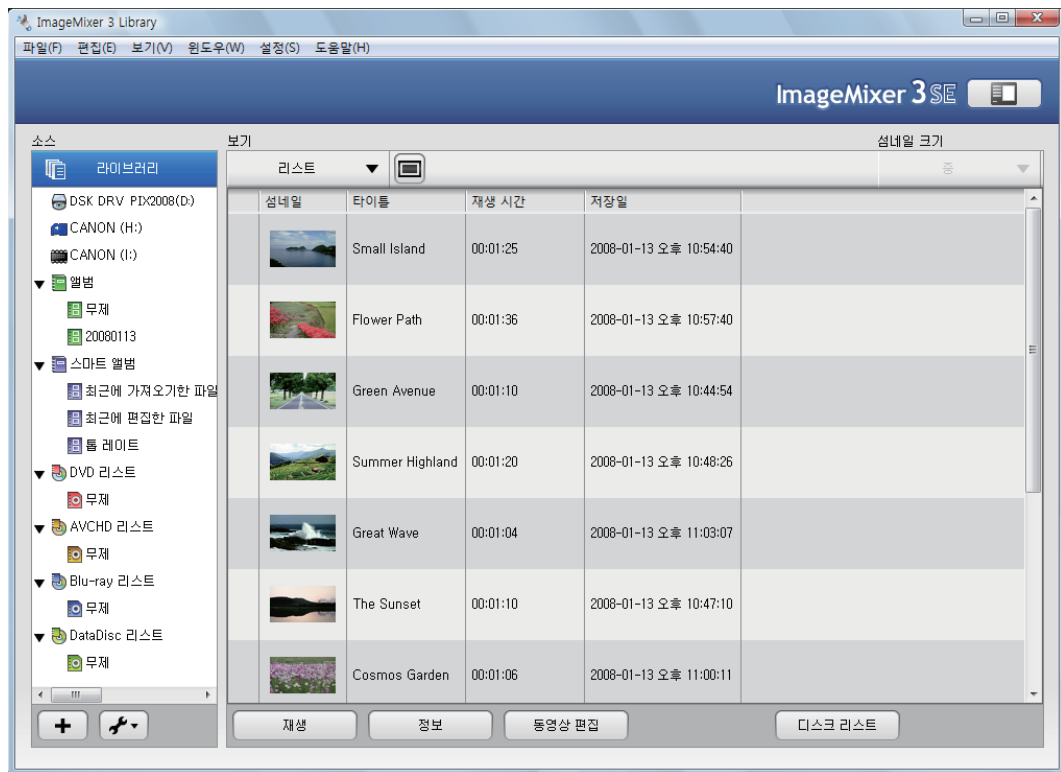 ImageMixer 3 Library
파일(F) 편집(E) 보기(V) 윈도우(W) 설정(S) 도움말(H)
ImageMixer 3 SE
소스
라이브러리
DSK DRV PIX2008(D:)
CANON (H:)
CANON (I:)
앨범
무제
20080113
스마트 앨범
최근에 가져오기한 파일
최근에 편집한 파일
톱 레이트
DVD 리스트
무제
AVCHD 리스트
무제
Blu-ray 리스트
무제
DataDisc 리스트
무제
보기
섬네일 크기
리스트
중
섬네일 타이틀 재생 시간 저장일
Small Island 00:01:25 2008-01-13 오후 10:54:40
Flower Path 00:01:36 2008-01-13 오후 10:57:40
Green Avenue 00:01:10 2008-01-13 오후 10:44:54
Summer Highland 00:01:20 2008-01-13 오후 10:48:26
Great Wave 00:01:04 2008-01-13 오후 11:03:07
The Sunset 00:01:10 2008-01-13 오후 10:47:10
Cosmos Garden 00:01:06 2008-01-13 오후 11:00:11
재생 정보 동영상 편집 디스크 리스트